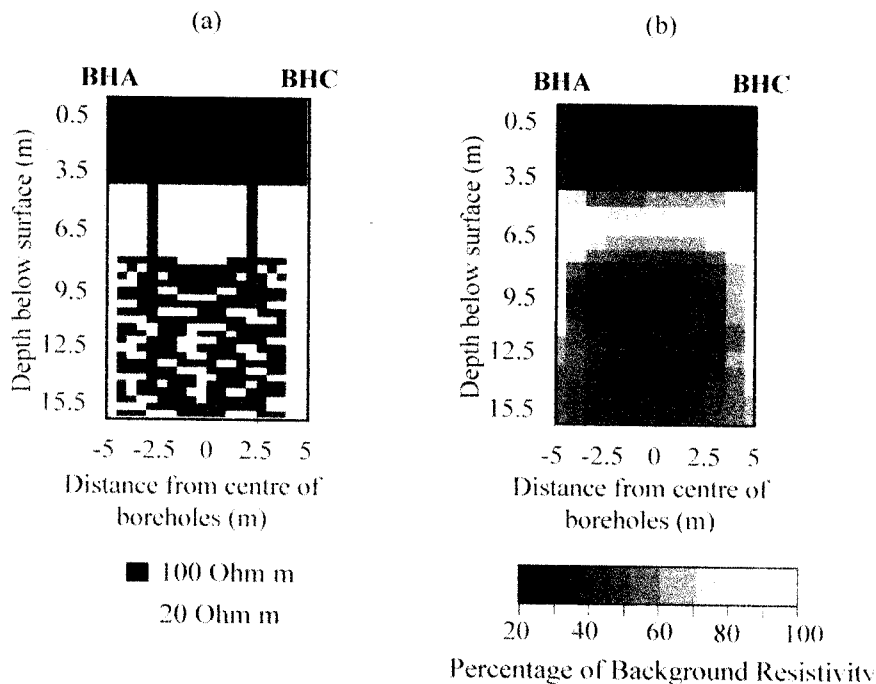 (a)
BHA BHC
Depth below surface (m)
0.5
3.5
6.5
9.5
12.5
15.5
-5 -2.5 0 2.5 5
Distance from centre of
boreholes (m)
100 Ohm m
20 Ohm m
(b)
BHA BHC
Depth below surface (m)
0.5
3.5
6.5
9.5
12.5
15.5
-5 -2.5 0 2.5 5
Distance from centre of
boreholes (m)
20 40 60 80 100
Percentage of Background Resistivity